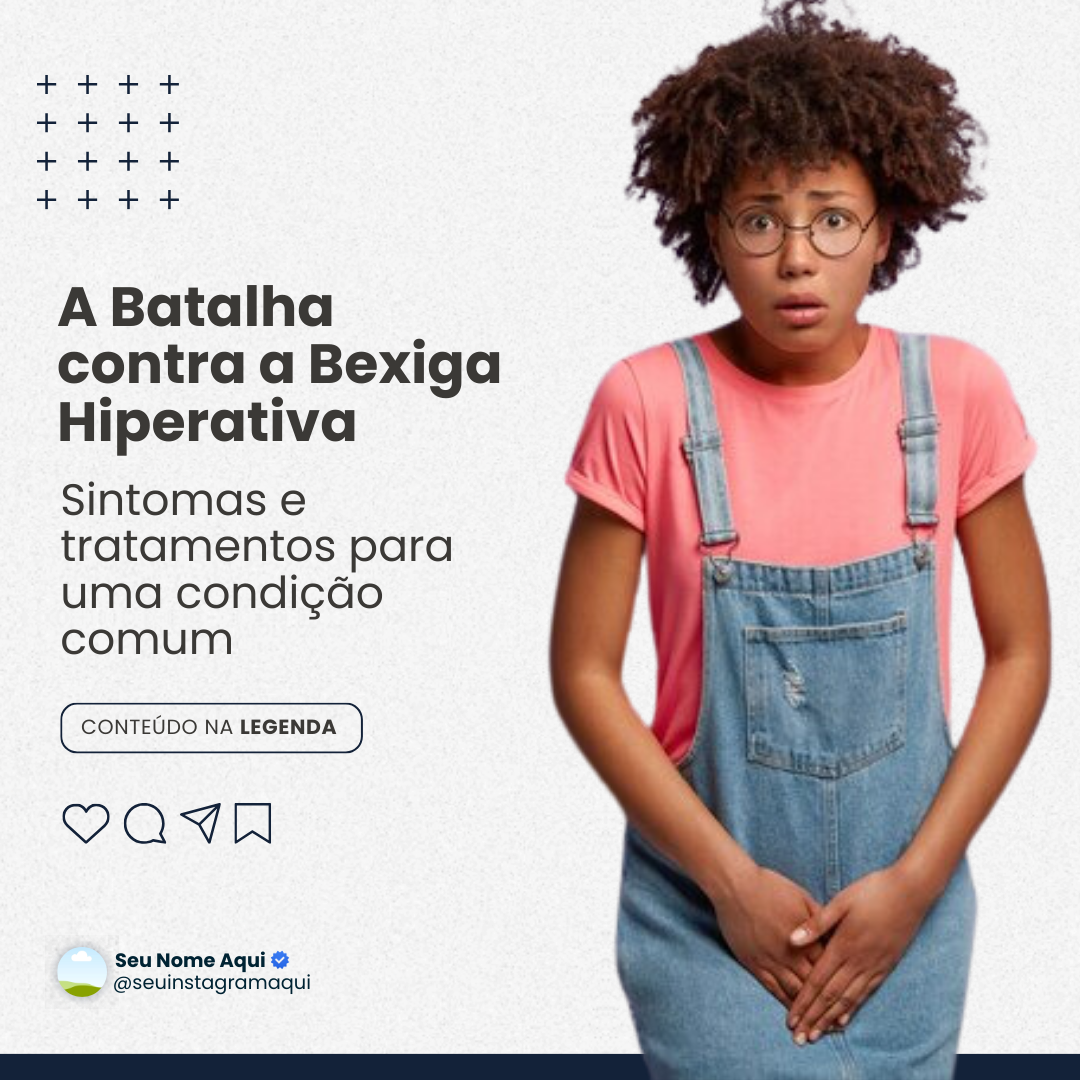 A Batalha
contra a Bexiga
Hiperativa
Sintomas e
tratamentos para
uma condição
comum
CONTEÚDO NA LEGENDA
Seu Nome Aqui
@seuinstagramaqui